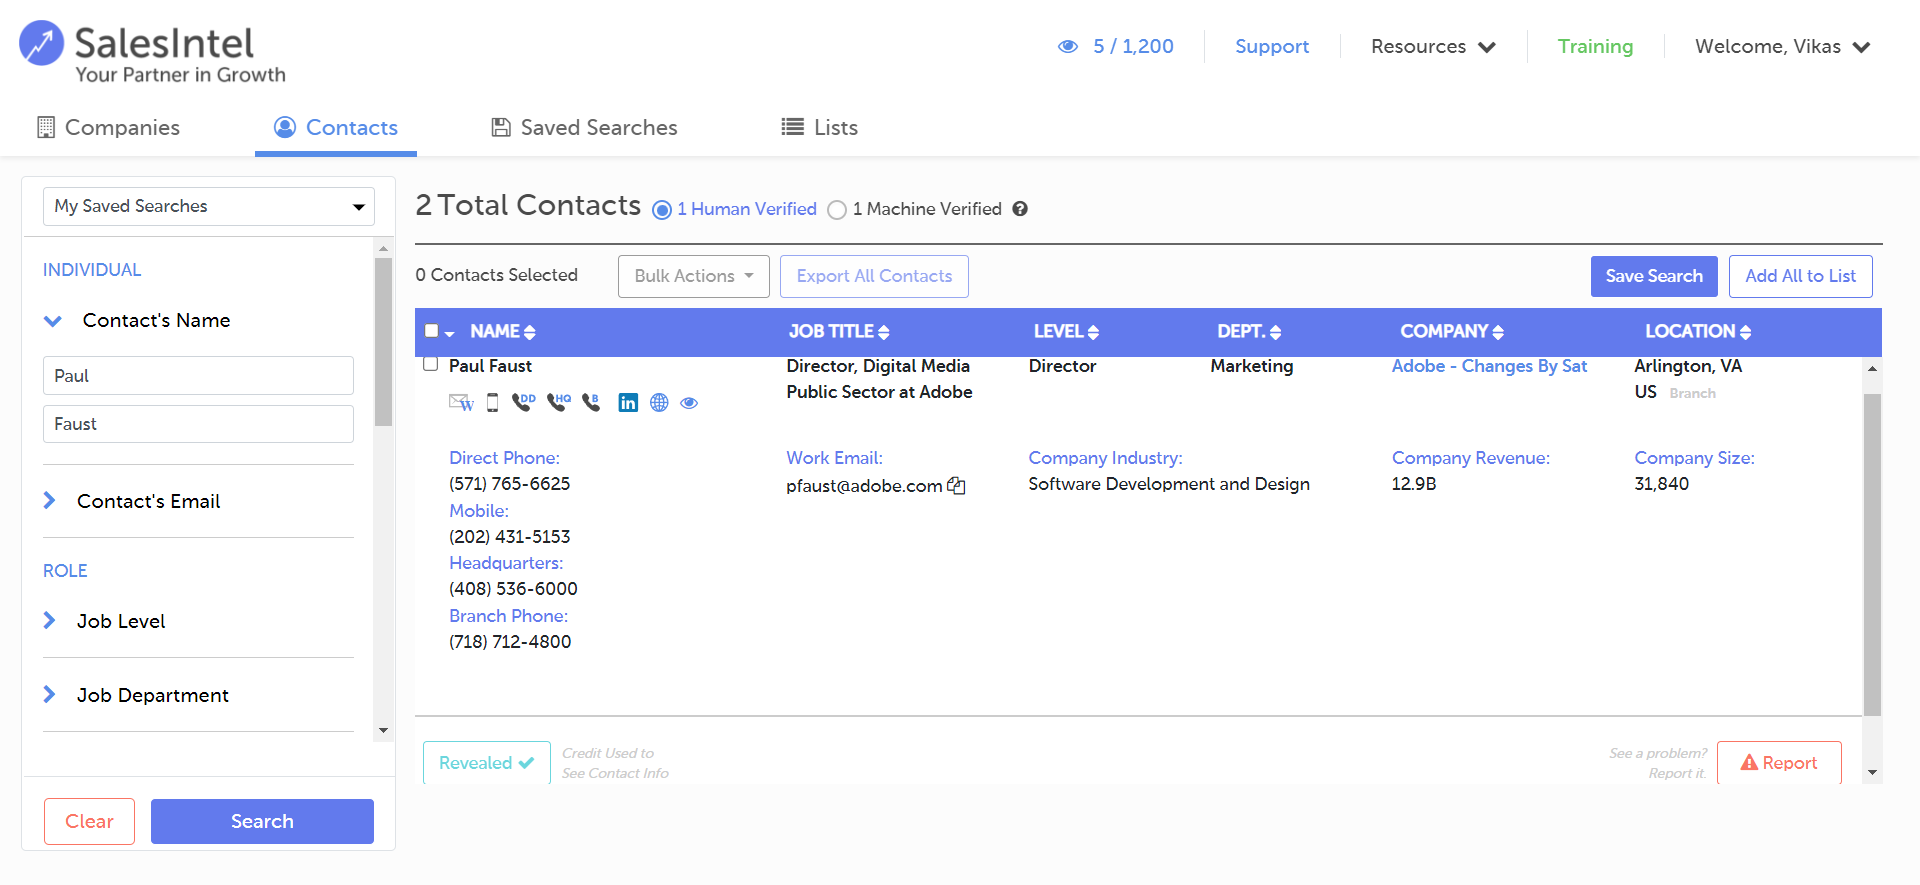 SalesIntel
Your Partner in Growth
5 / 1,200
Support
Resources
Training
Welcome, Vikas
Companies
Contacts
Saved Searches
Lists
My Saved Searches
INDIVIDUAL
Contact's Name
Paul
Faust
Contact's Email
ROLE
Job Level
Job Department
Clear
Search
2 Total Contacts
1 Human Verified
1 Machine Verified
0 Contacts Selected
Bulk Actions
Export All Contacts
Save Search
Add All to List
NAME
JOB TITLE
LEVEL
DEPT.
COMPANY
LOCATION
Paul Faust
Director, Digital Media
Public Sector at Adobe
Director
Marketing
Adobe - Changes By Sat
Arlington, VA
US Branch
W
DD
HQ
B
in
Direct Phone:
(571) 765-6625
Mobile:
(202) 431-5153
Headquarters:
(408) 536-6000
Branch Phone:
(718) 712-4800
Work Email:
pfaust@adobe.com
Company Industry:
Software Development and Design
Company Revenue:
12.9B
Company Size:
31,840
Revealed
Credit Used to
See Contact Info
See a problem?
Report it.
Report